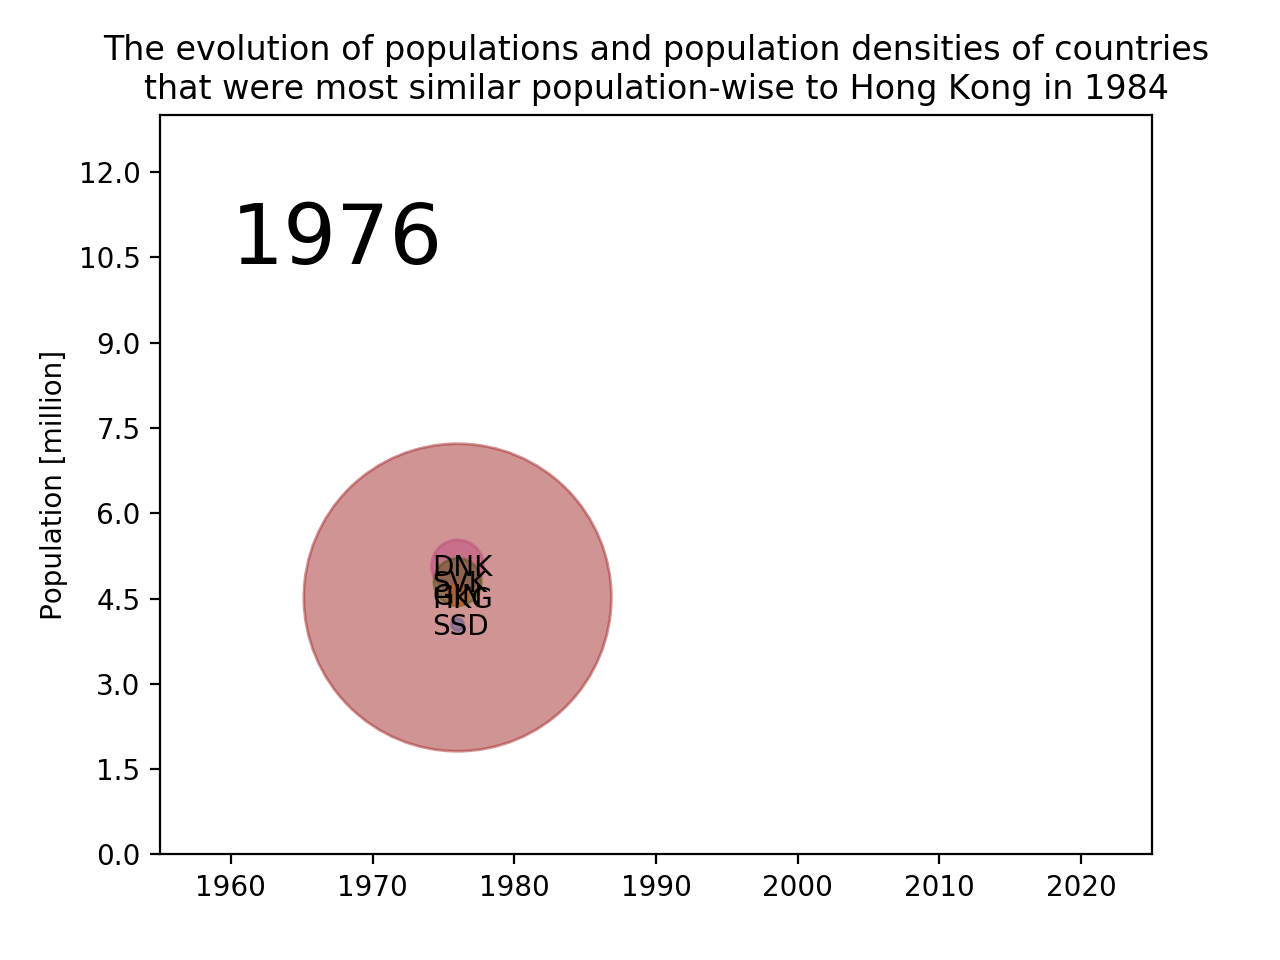 The evolution of populations and population densities of countries
that were most similar population-wise to Hong Kong in 1984
12.0
1976
10.5
9.0
Population [million]
7.5
6.0
DNK
SVK
HKG
4.5
SSD
3.0
1.5
0.0
1960 1970 1980 1990 2000 2010 2020